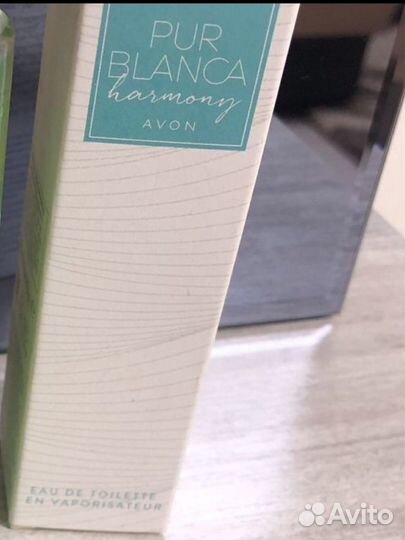 PUR
BLANCA
harmony
AVON
EAU DE TOILETTE
EN VAPORISATEUR
Avito